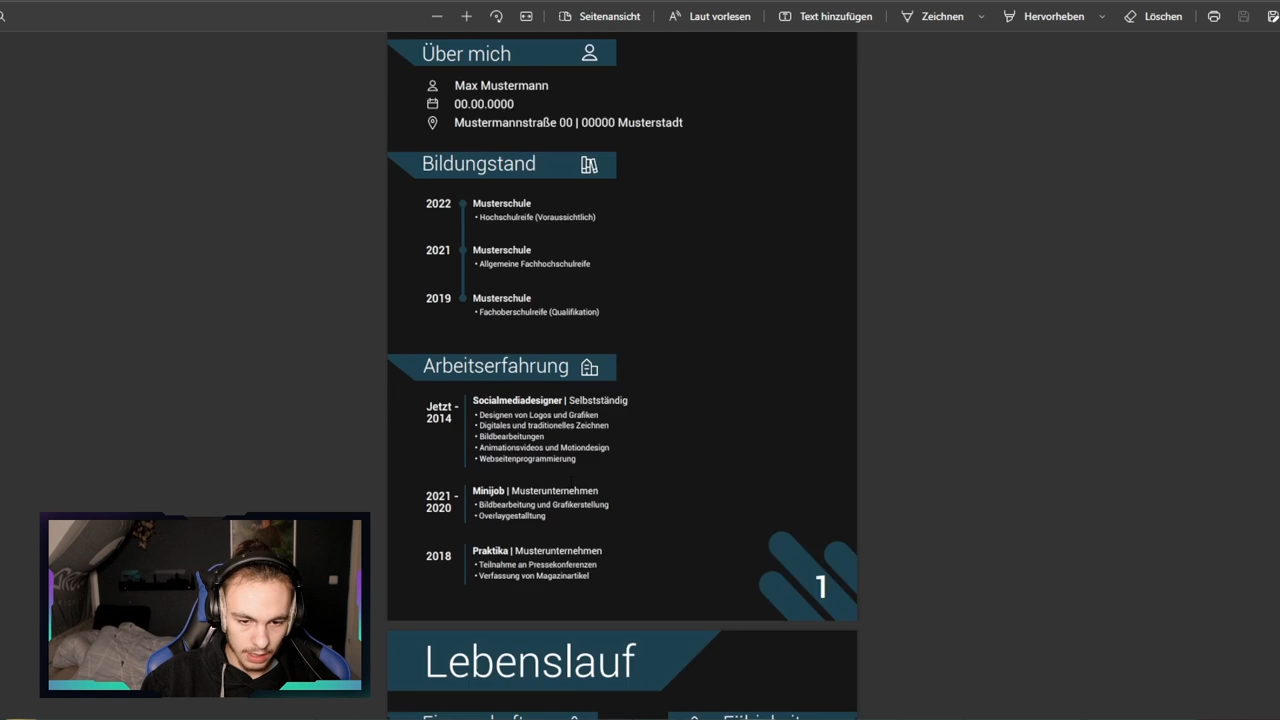 Seitenansicht
Laut vorlesen
Text hinzufügen
Zeichnen
Hervorheben
Löschen
Über mich
Max Mustermann
00.00.0000
Mustermannstraße 00 | 00000 Musterstadt
Bildungstand
2022 Musterschule
• Hochschulreife (Voraussichtlich)
2021 Musterschule
• Allgemeine Fachhochschulreife
2019 Musterschule
• Fachoberschulreife (Qualifikation)
Arbeitserfahrung
Jetzt -
2014
Socialmediadesigner | Selbstständig
• Designen von Logos und Grafiken
• Digitales und traditionelles Zeichnen
• Bildbearbeitungen
• Animationsvideos und Motiondesign
• Webseitenprogrammierung
2021 -
2020
Minijob | Musterunternehmen
• Bildbearbeitung und Grafikerstellung
• Overlaygestalltung
2018
Praktika | Musterunternehmen
• Teilnahme an Pressekonferenzen
• Verfassung von Magazinartikel
1
Lebenslauf